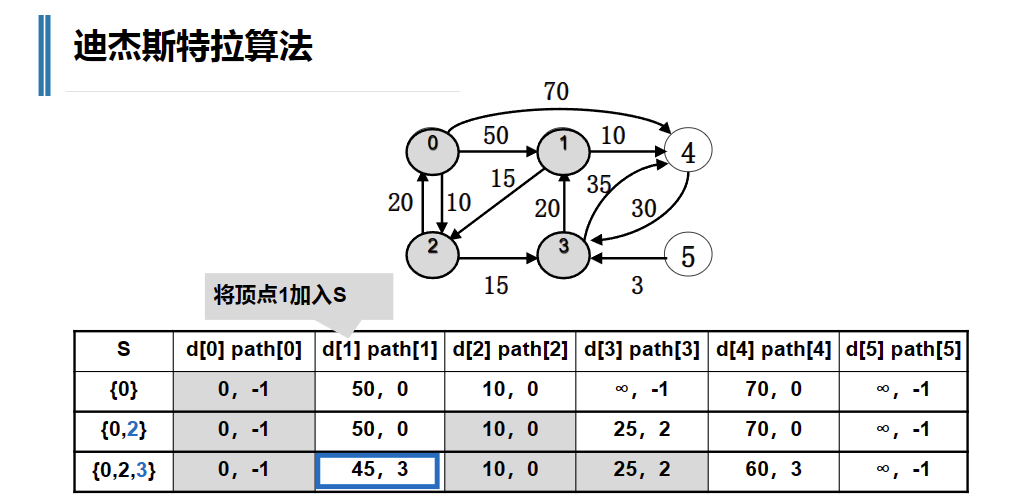 迪杰斯特拉算法
70
0 50 1 10 4
15 35
20 10 20 30
2 3 5
15 3
将顶点1加入S
S d[0] path[0] d[1] path[1] d[2] path[2] d[3] path[3] d[4] path[4] d[5] path[5]
{0} 0, -1 50, 0 10, 0 ∞, -1 70, 0 ∞, -1
{0,2} 0, -1 50, 0 10, 0 25, 2 70, 0 ∞, -1
{0,2,3} 0, -1 45, 3 10, 0 25, 2 60, 3 ∞, -1